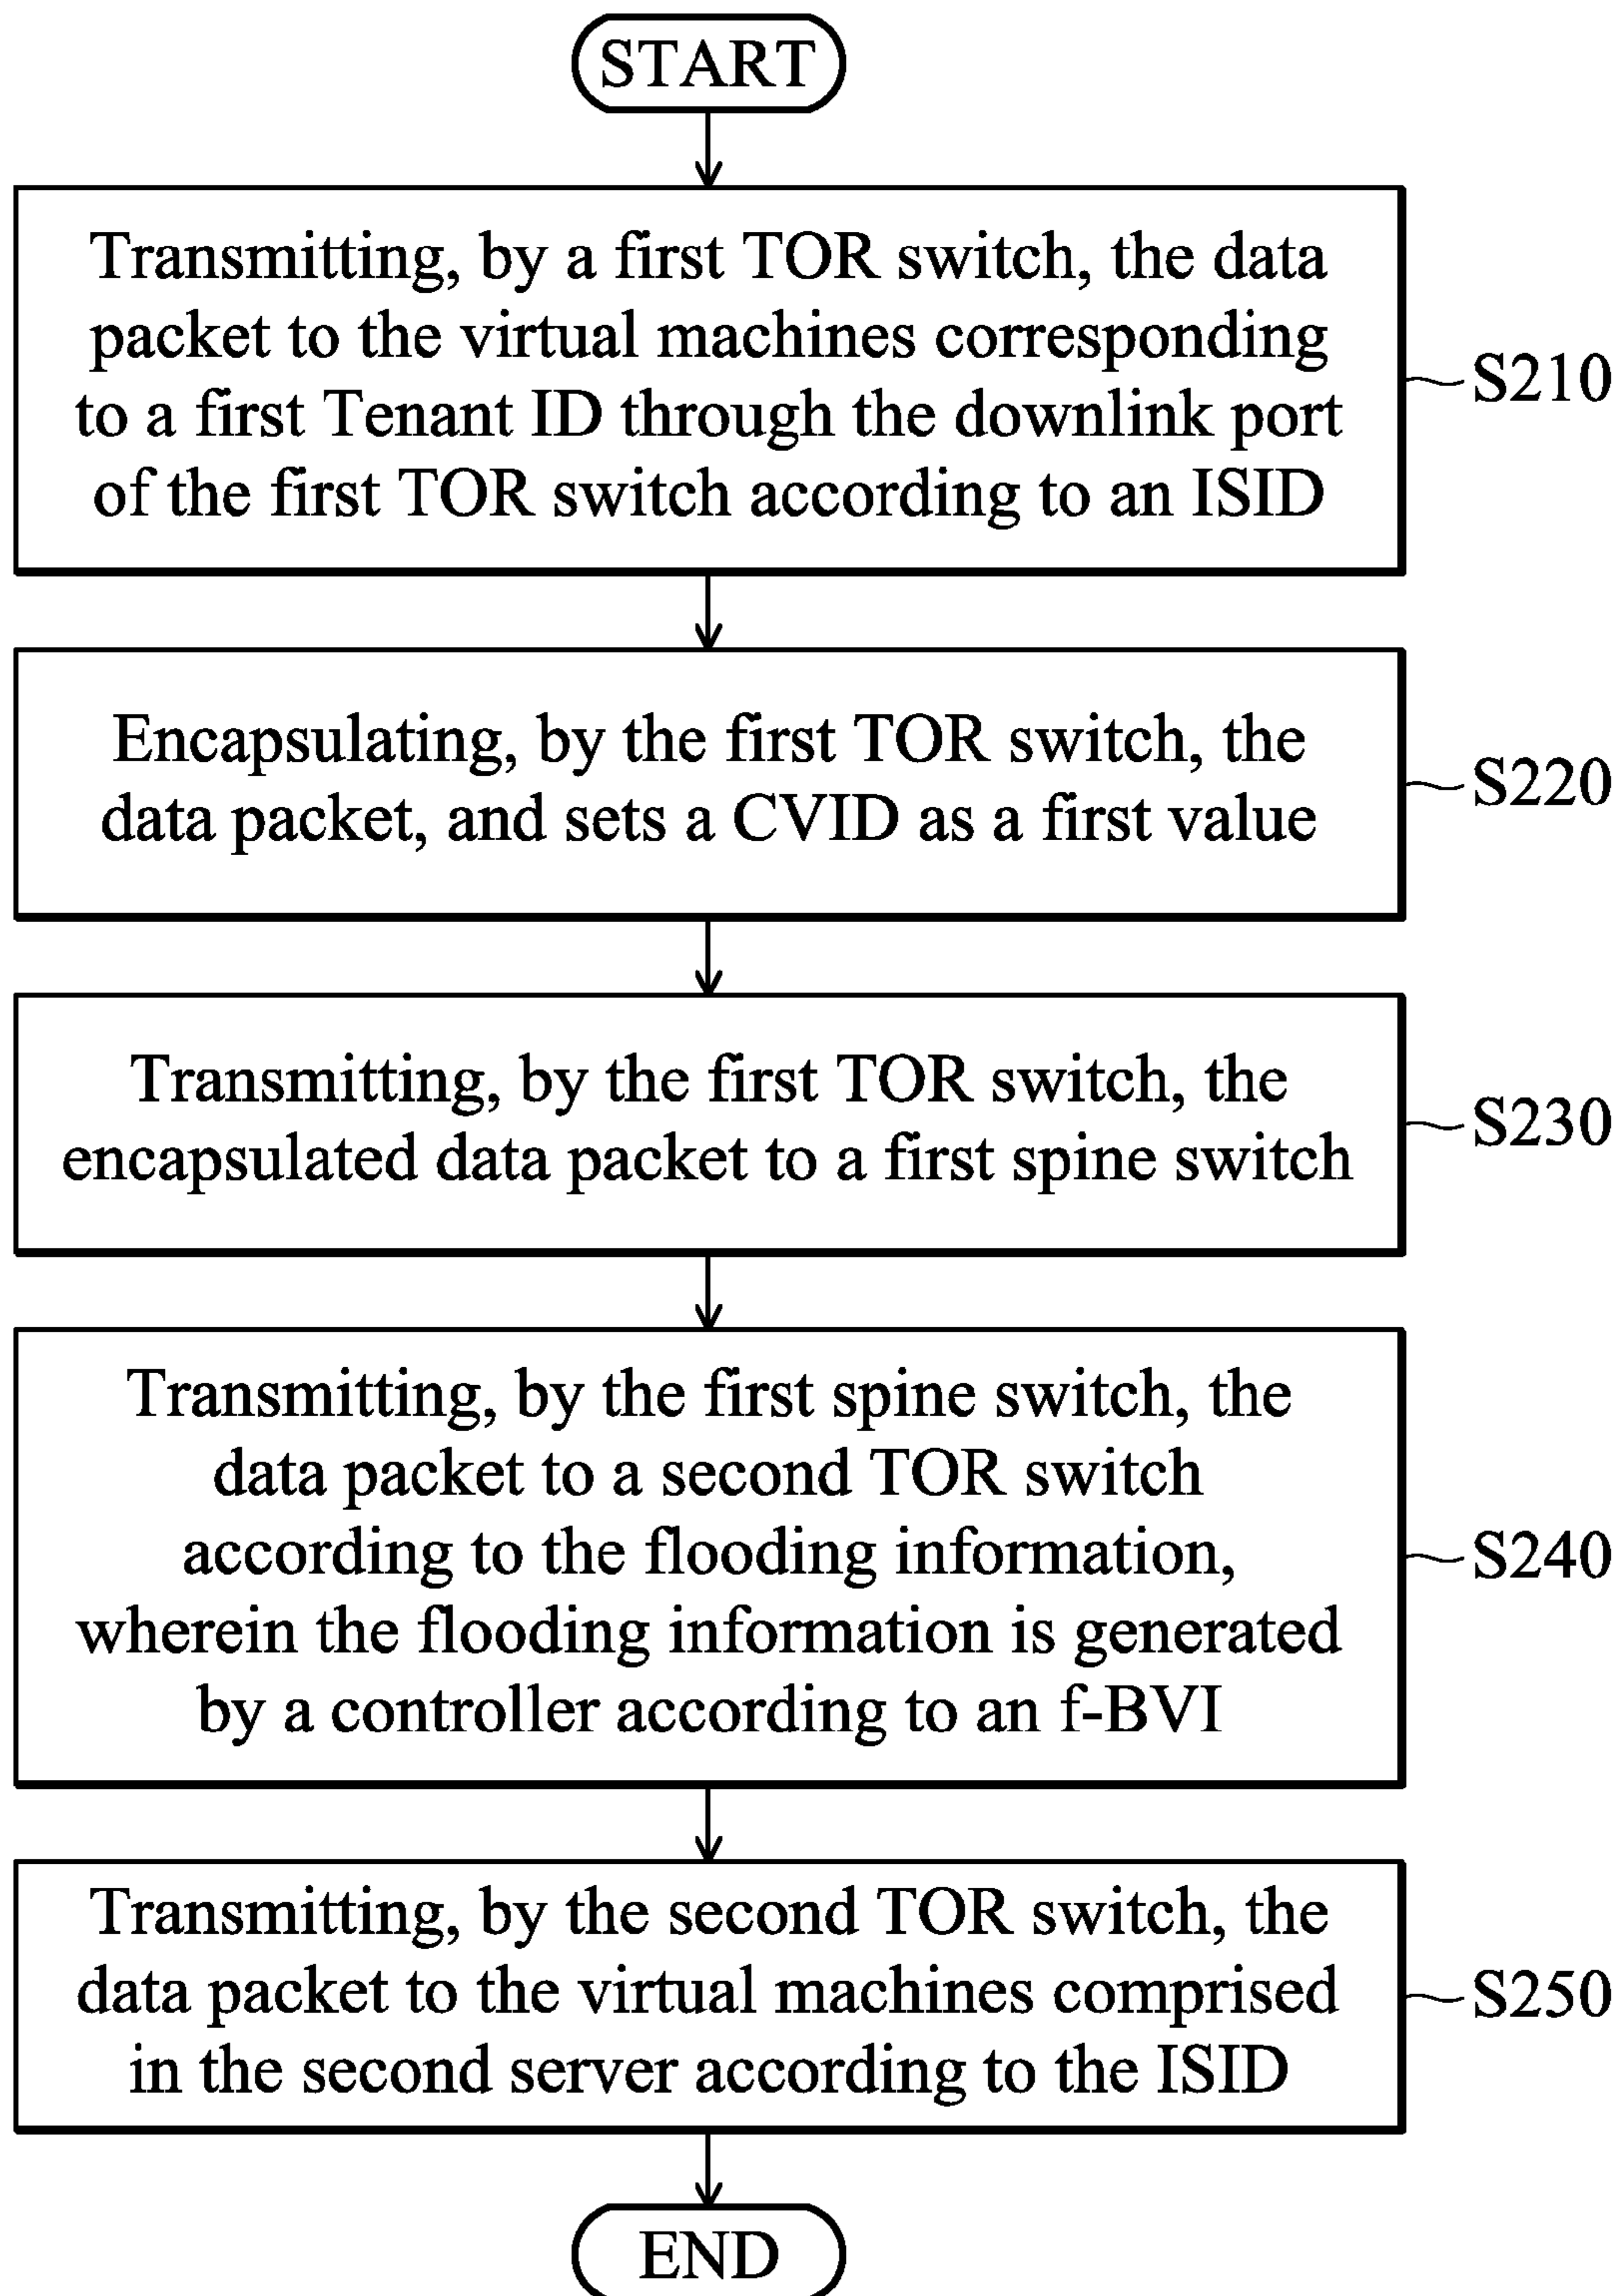 START
Transmitting, by a first TOR switch, the data
packet to the virtual machines corresponding
to a first Tenant ID through the downlink port
of the first TOR switch according to an ISID
S210
Encapsulating, by the first TOR switch, the
data packet, and sets a CVID as a first value
S220
Transmitting, by the first TOR switch, the
encapsulated data packet to a first spine switch
S230
Transmitting, by the first spine switch, the
data packet to a second TOR switch
according to the flooding information,
wherein the flooding information is generated
by a controller according to an f-BVI
S240
Transmitting, by the second TOR switch, the
data packet to the virtual machines comprised
in the second server according to the ISID
S250
END